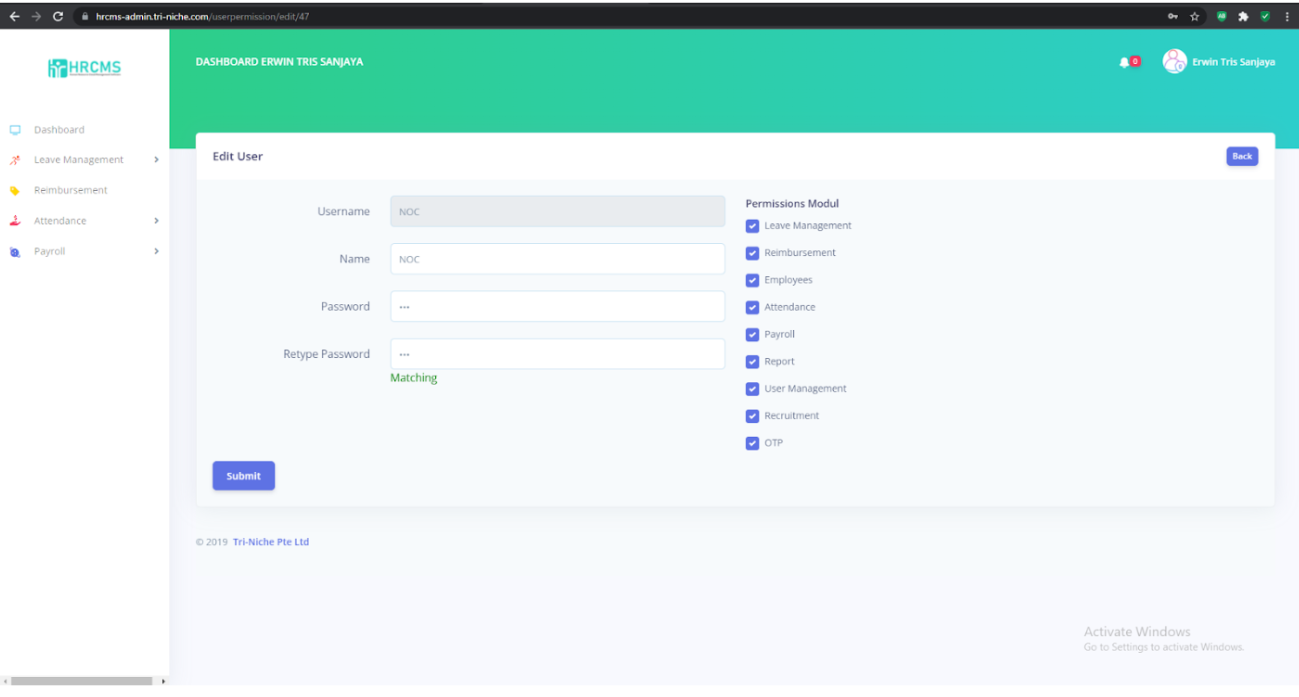 hrcms-admin.tri-niche.com/userpermission/edit/47
HRCMS
DASHBOARD ERWIN TRIS SANJAYA
0
Erwin Tris Sanjaya
Dashboard
Leave Management
Reimbursement
Attendance
Payroll
Edit User
Back
Username
NOC
Name
NOC
Password
•••
Retype Password
•••
Matching
Permissions Modul
Leave Management
Reimbursement
Employees
Attendance
Payroll
Report
User Management
Recruitment
OTP
Submit
© 2019 Tri-Niche Pte Ltd
Activate Windows
Go to Settings to activate Windows.